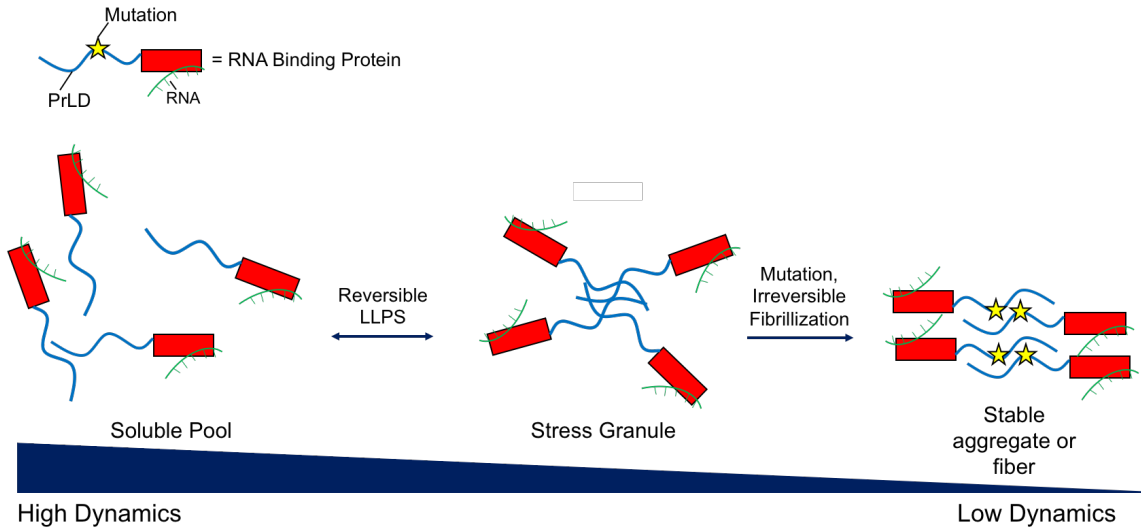 Mutation
= RNA Binding Protein
PrLD
RNA
Reversible
LLPS
Mutation,
Irreversible
Fibrillization
Soluble Pool
Stress Granule
Stable
aggregate or
fiber
High Dynamics
Low Dynamics